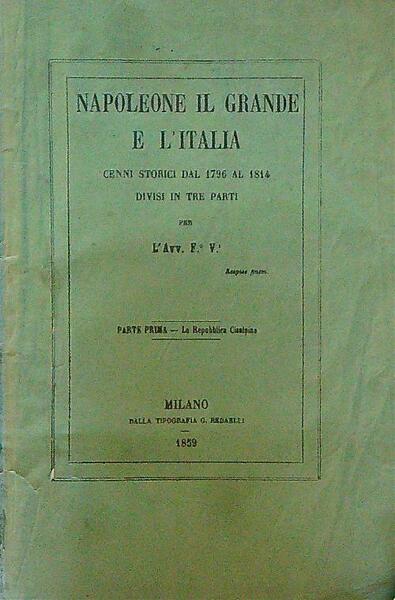 NAPOLEONE IL GRANDE
E L'ITALIA
CENNI STORICI DAL 1796 AL 1814
DIVISI IN TRE PARTI
PER
L'AVV. F.º V.¹
PARTE PRIMA — La Repubblica Cisalpina
MILANO
DALLA TIPOGRAFIA G. REDAELLI
1859